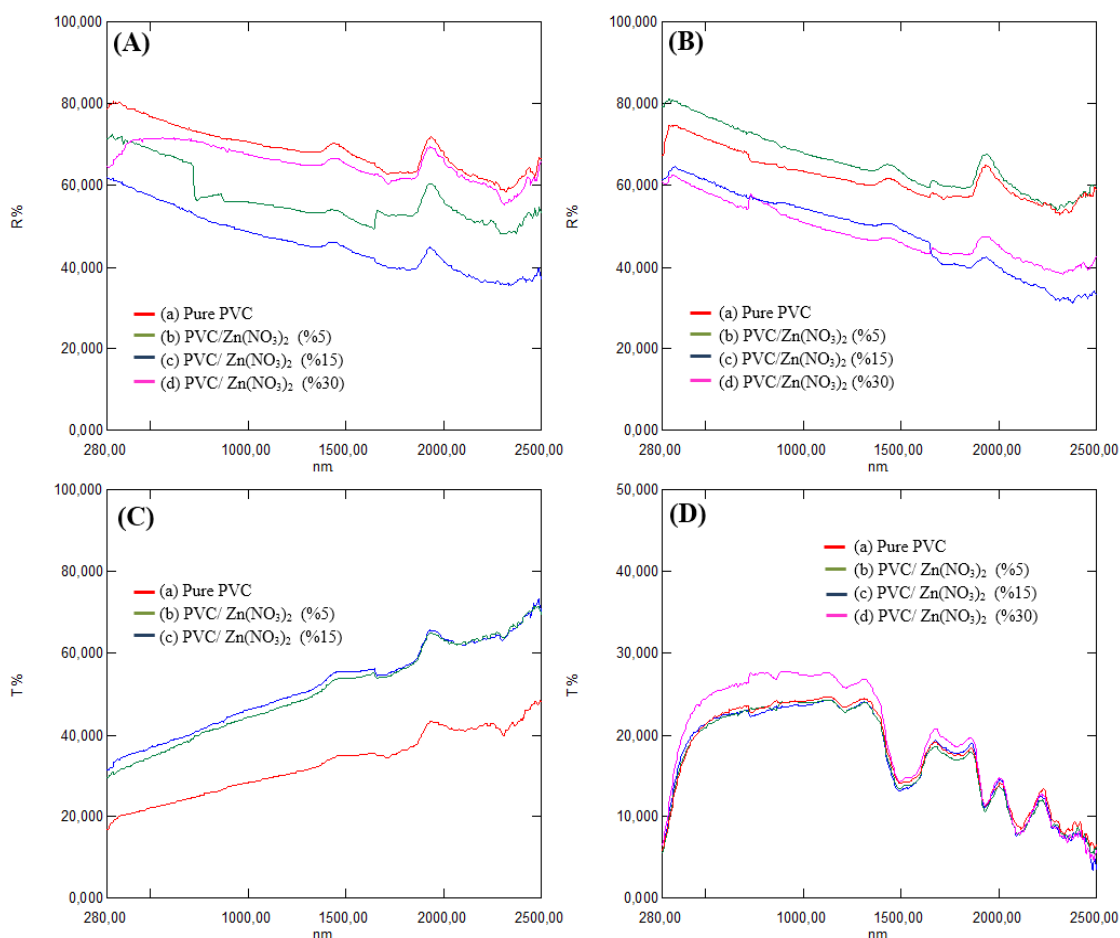 (A)
100,000
80,000
60,000
R%
40,000
20,000
0,000
(a) Pure PVC
(b) PVC/Zn(NO₃)₂ (%5)
(c) PVC/ Zn(NO₃)₂ (%15)
(d) PVC/ Zn(NO₃)₂ (%30)
280,00 1000,00 1500,00 2000,00 2500,00
nm.
(B)
100,000
80,000
60,000
R%
40,000
20,000
0,000
(a) Pure PVC
(b) PVC/Zn(NO₃)₂ (%5)
(c) PVC/Zn(NO₃)₂ (%15)
(d) PVC/Zn(NO₃)₂ (%30)
280,00 1000,00 1500,00 2000,00 2500,00
nm.
(C)
100,000
80,000
60,000
T%
40,000
20,000
0,000
(a) Pure PVC
(b) PVC/ Zn(NO₃)₂ (%5)
(c) PVC/ Zn(NO₃)₂ (%15)
280,00 1000,00 1500,00 2000,00 2500,00
nm.
(D)
50,000
40,000
30,000
T%
20,000
10,000
0,000
(a) Pure PVC
(b) PVC/ Zn(NO₃)₂ (%5)
(c) PVC/ Zn(NO₃)₂ (%15)
(d) PVC/ Zn(NO₃)₂ (%30)
280,00 1000,00 1500,00 2000,00 2500,00
nm.